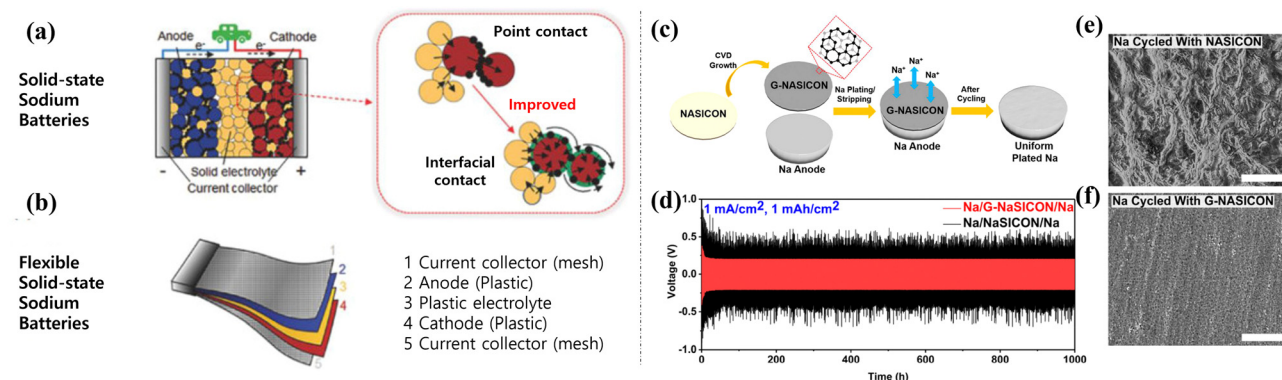 (a)
Solid-state
Sodium
Batteries
Anode
Cathode
e-
e-
-
Solid electrolyte
+
Current collector
Point contact
Improved
Interfacial
contact
(b)
Flexible
Solid-state
Sodium
Batteries
1
2
3
4
5
1 Current collector (mesh)
2 Anode (Plastic)
3 Plastic electrolyte
4 Cathode (Plastic)
5 Current collector (mesh)
(c)
CVD
Growth
NASICON
G-NASICON
Na Anode
Na Plating/
Stripping
Na+
Na+
Na+
G-NASICON
Na Anode
After
Cycling
Uniform
Plated Na
(d)
1 mA/cm2, 1 mAh/cm2
Na/G-NaSICON/Na
Na/NaSICON/Na
Voltage (V)
1.0
0.5
0.0
-0.5
-1.0
0
200
400
600
800
1000
Time (h)
(e)
Na Cycled With NASICON
(f)
Na Cycled with G-NASICON